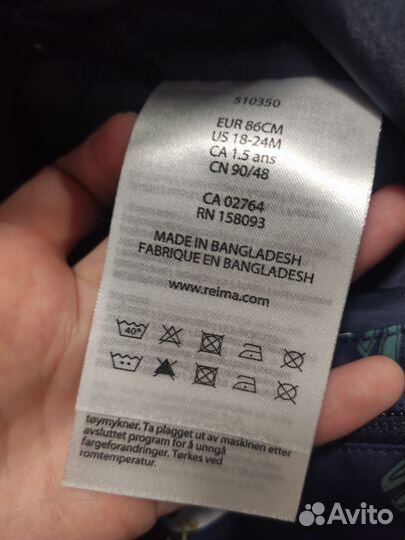 510350
EUR 86CM
US 18-24M
CA 1.5 ans
CN 90/48
CA 02764
RN 158093
MADE IN BANGLADESH
FABRIQUE EN BANGLADESH
www.reima.com
40°
tøymykner. Ta plagget ut av maskinen etter
avsluttet program for å unngå
fargeforandringer. Tørkes ved
romtemperatur.
Avito